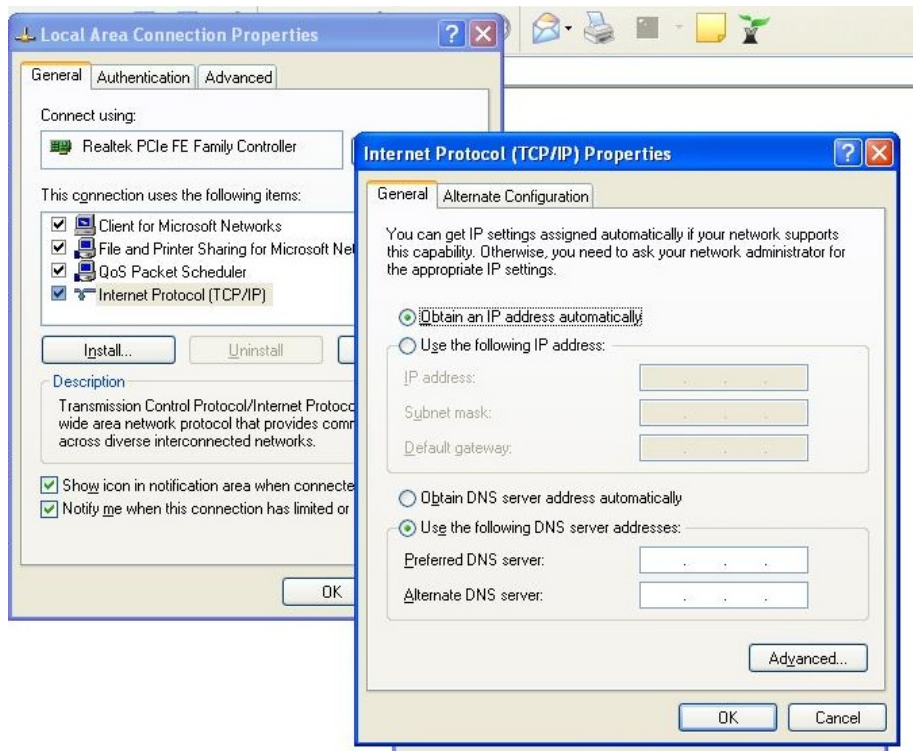 Local Area Connection Properties
General
Authentication
Advanced
Connect using:
Realtek PCIe FE Family Controller
This connection uses the following items:
Client for Microsoft Networks
File and Printer Sharing for Microsoft
QoS Packet Scheduler
Internet Protocol (TCP/IP)
Install...
Uninstall
Description
Transmission Control Protocol/Internet
wide area network protocol that provides
across diverse interconnected networks.
Show icon in notification area when
Notify me when this connection has limited or
OK
Internet Protocol (TCP/IP) Properties
General
Alternate Configuration
You can get IP settings assigned automatically if your network supports
this capability. Otherwise, you need to ask your network administrator for
the appropriate IP settings.
Obtain an IP address automatically
Use the following IP address:
IP address:
Subnet mask:
Default gateway:
Obtain DNS server address automatically
Use the following DNS server addresses:
Preferred DNS server:
Alternate DNS server:
Advanced...
OK
Cancel